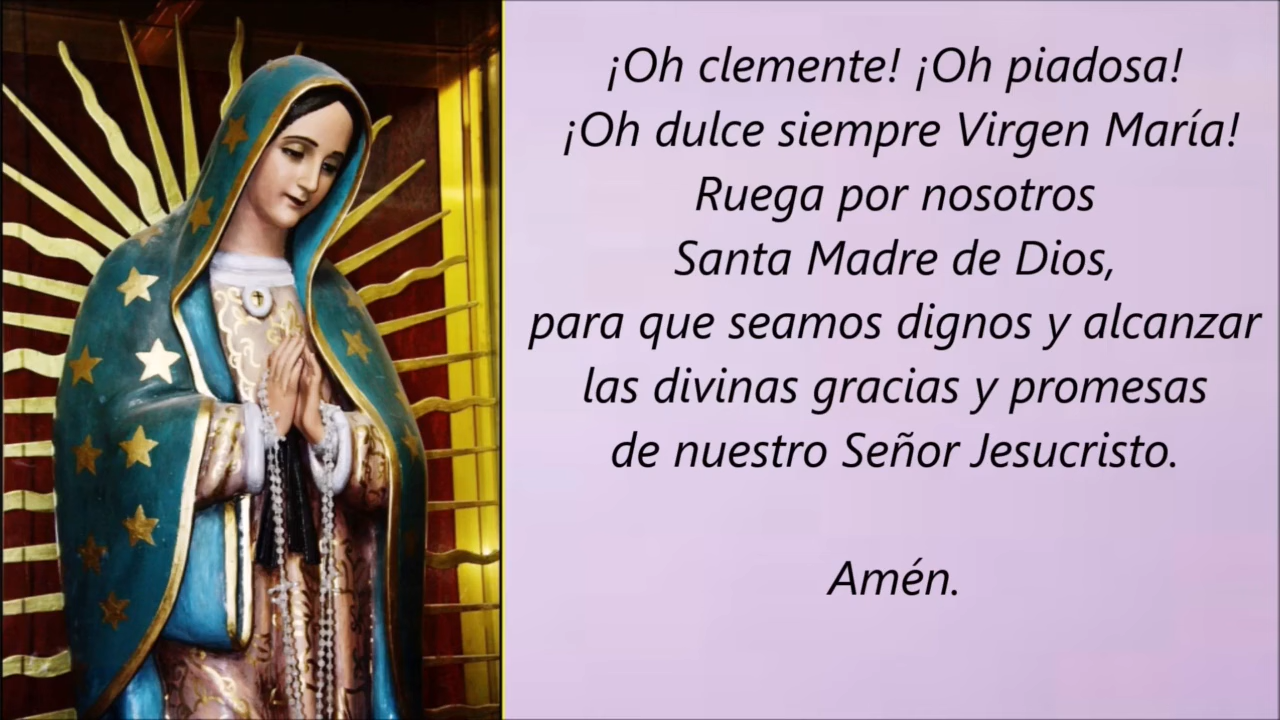 ¡Oh clemente! ¡Oh piadosa!
¡Oh dulce siempre Virgen María!
Ruega por nosotros
Santa Madre de Dios,
para que seamos dignos y alcanzar
las divinas gracias y promesas
de nuestro Señor Jesucristo.
Amén.